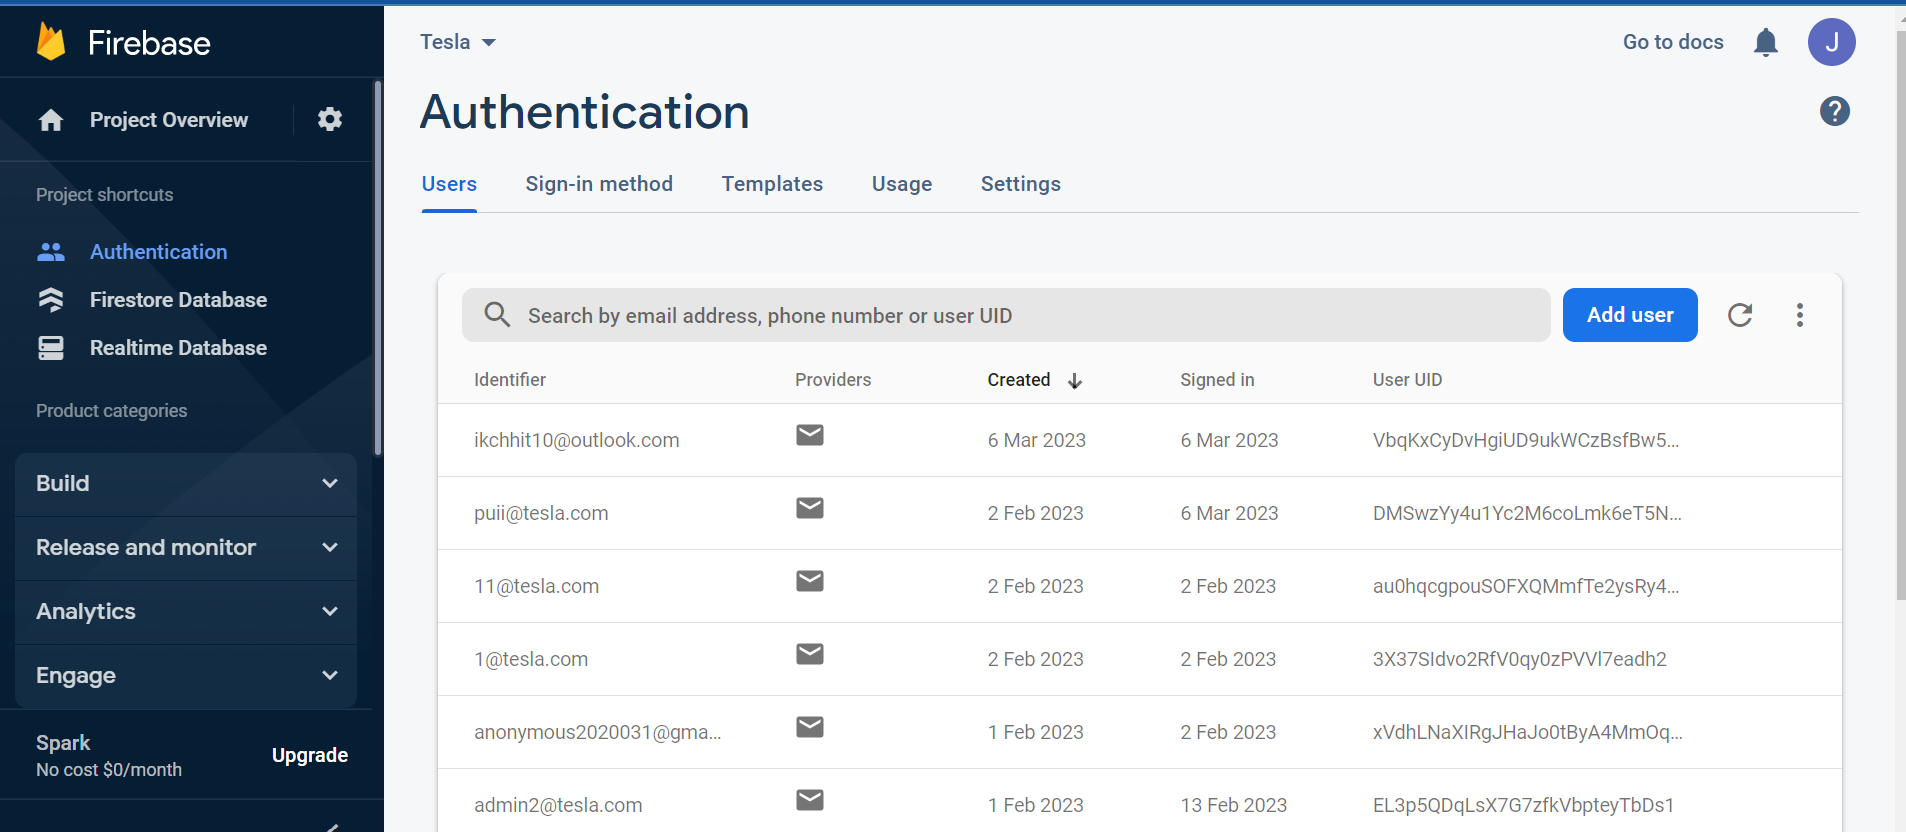 Firebase
Project Overview
Project shortcuts
Authentication
Firestore Database
Realtime Database
Product categories
Build
Release and monitor
Analytics
Engage
Spark
No cost $0/month
Upgrade
Tesla
Go to docs
J
Authentication
?
Users Sign-in method Templates Usage Settings
Search by email address, phone number or user UID
Add user
Identifier Providers Created Signed in User UID
ikchhit10@outlook.com 6 Mar 2023 6 Mar 2023 VbqKxCyDvHgiUD9ukWCzBsfBw5...
puii@tesla.com 2 Feb 2023 6 Mar 2023 DMSwzYy4u1Yc2M6coLmk6eT5N...
11@tesla.com 2 Feb 2023 2 Feb 2023 au0hqcgpouSOFXQMmfTe2ysRy4...
1@tesla.com 2 Feb 2023 2 Feb 2023 3X37SIdvo2RfV0qy0zPVVl7eadh2
anonymous2020031@gma... 1 Feb 2023 2 Feb 2023 xVdhLNaXIRgJHaJo0tByA4MmOq...
admin2@tesla.com 1 Feb 2023 13 Feb 2023 EL3p5QDqLsX7G7zfkVbpteyTbDs1